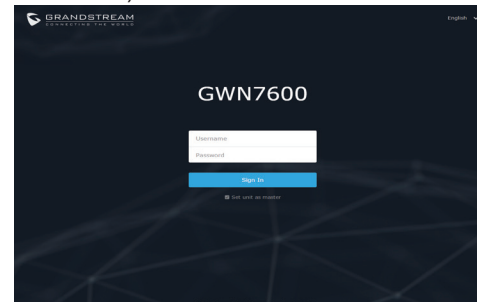 GRANDSTREAM
CONNECTING THE WORLD
English
GWN7600
Username
Password
Sign In
Set unit as master